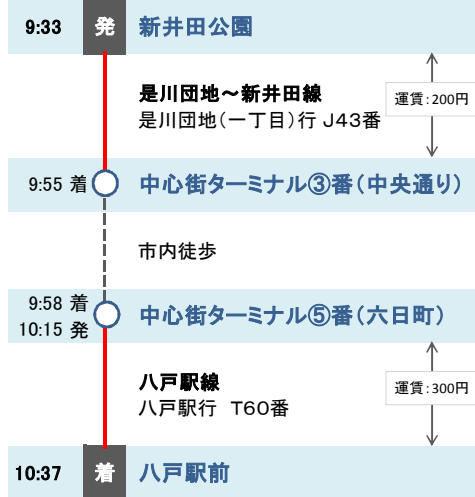 9:33 発 新井田公園
是川団地～新井田線
是川団地（一丁目）行 J43番
運賃：200円
9:55 着 中心街ターミナル③番（中央通り）
市内徒歩
9:58 着
10:15 発
中心街ターミナル⑤番（六日町）
八戸駅線
八戸駅行　T60番
運賃：300円
10:37 着 八戸駅前